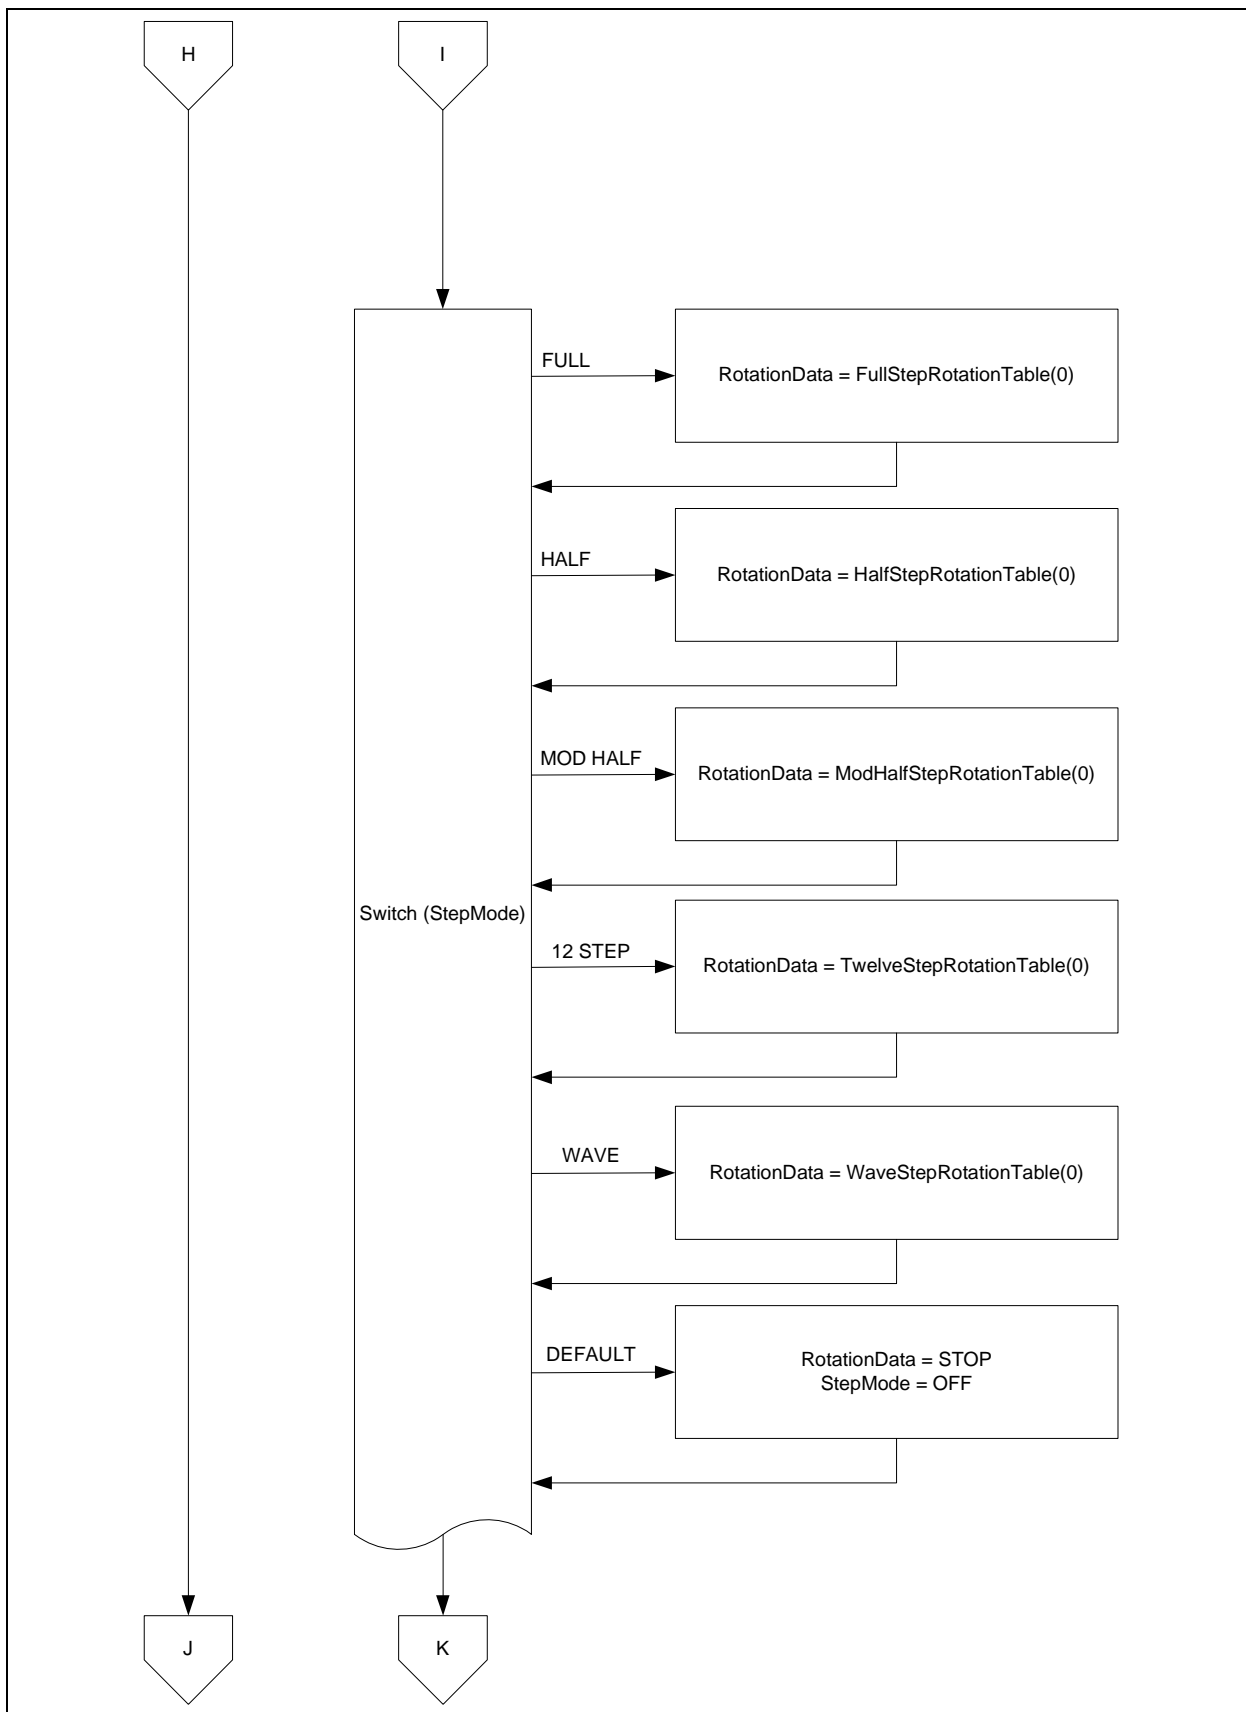 H
I
FULL
RotationData = FullStepRotationTable(0)
HALF
RotationData = HalfStepRotationTable(0)
MOD HALF
RotationData = ModHalfStepRotationTable(0)
Switch (StepMode)
12 STEP
RotationData = TwelveStepRotationTable(0)
WAVE
RotationData = WaveStepRotationTable(0)
DEFAULT
RotationData = STOP
StepMode = OFF
J
K